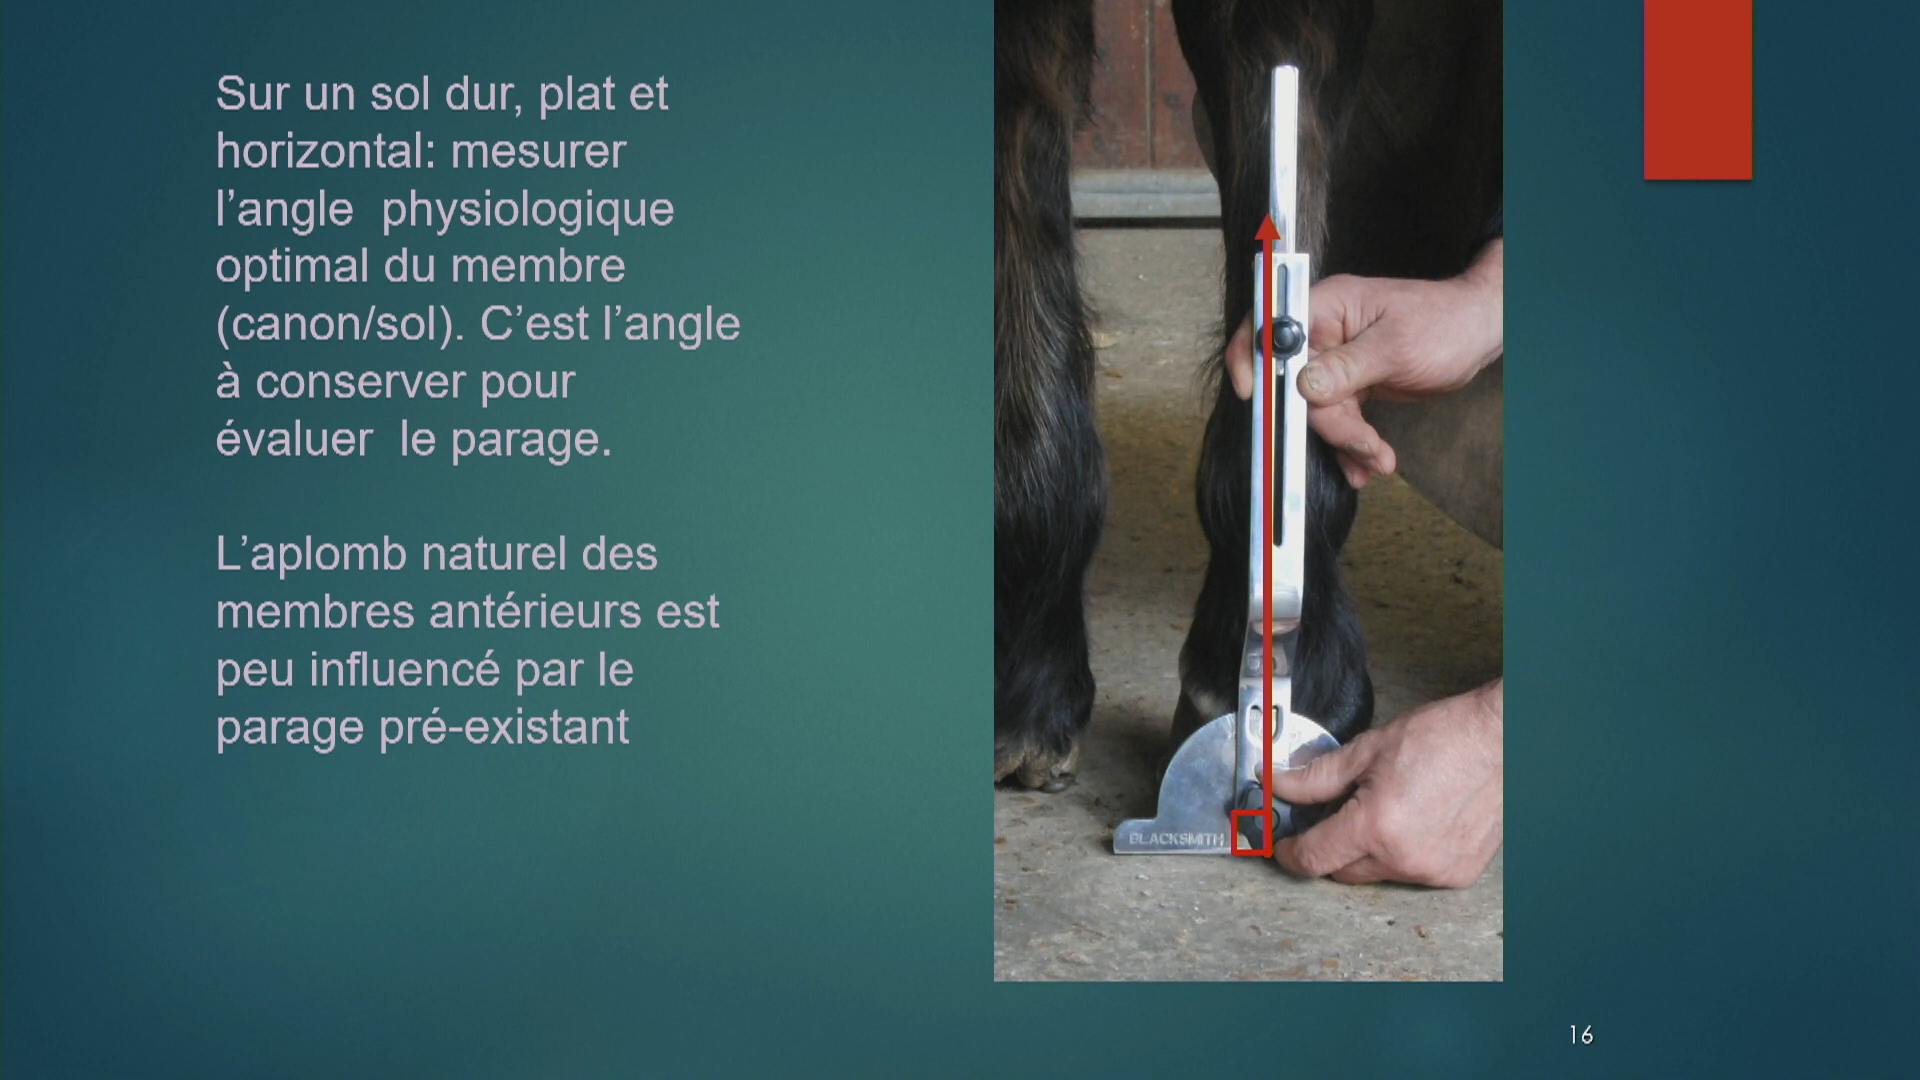 Sur un sol dur, plat et
horizontal: mesurer
l’angle  physiologique
optimal du membre
(canon/sol). C’est l’angle
à conserver pour
évaluer  le parage.
L’aplomb naturel des
membres antérieurs est
peu influencé par le
parage pré-existant
BLACKSMITH
16